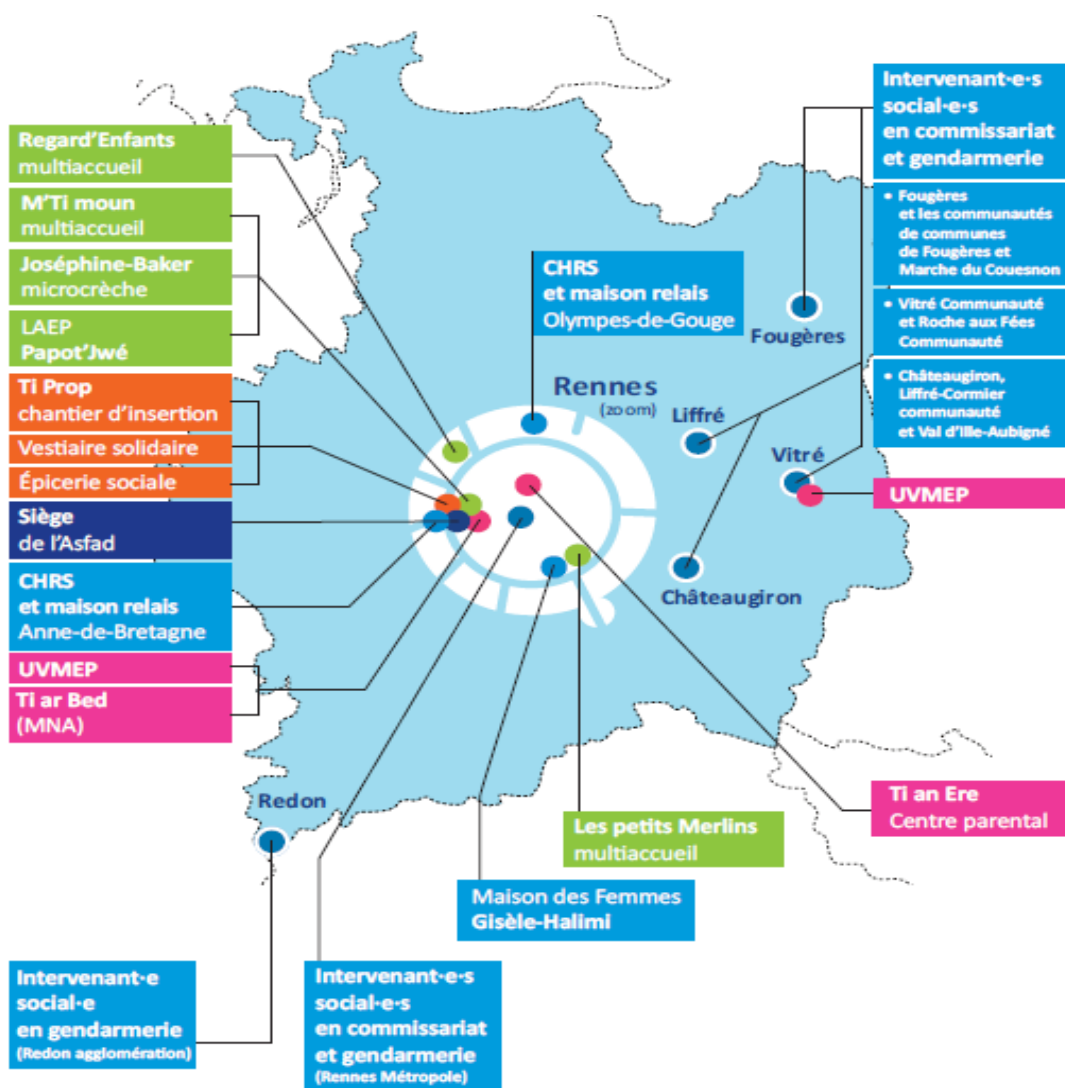 Regard'Enfants
multiaccueil
M'Ti moun
multiaccueil
Joséphine-Baker
microcrèche
LAEP
Papot'Jwé
Ti Prop
chantier d'insertion
Vestiaire solidaire
Épicerie sociale
Siège
de l'Asfad
CHRS
et maison relais
Anne-de-Bretagne
UVMEP
Ti ar Bed
(MNA)
CHRS
et maison relais
Olympes-de-Gouge
Rennes
(zoom)
Fougères
Liffré
Vitré
Châteaugiron
Redon
Intervenant·e·s
social·e·s
en commissariat
et gendarmerie
• Fougères
et les communautés
de communes
de Fougères et
Marche du Couesnon
• Vitré Communauté
et Roche aux Fées
Communauté
• Châteaugiron,
Liffré-Cormier
communauté
et Val d'Ille-Aubigné
UVMEP
Ti an Ere
Centre parental
Les petits Merlins
multiaccueil
Maison des Femmes
Gisèle-Halimi
Intervenant·e
social·e
en gendarmerie
(Redon agglomération)
Intervenant·e·s
social·e·s
en commissariat
et gendarmerie
(Rennes Métropole)